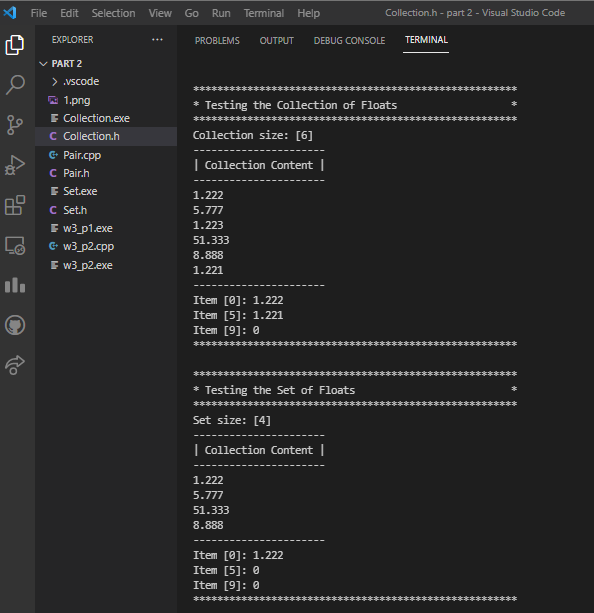 File Edit Selection View Go Run Terminal Help Collection.h - part 2 - Visual Studio Code
EXPLORER ...
PART 2
.vscode
1.png
Collection.exe
C Collection.h
C+ Pair.cpp
C Pair.h
Set.exe
C Set.h
w3_p1.exe
C+ w3_p2.cpp
w3_p2.exe
PROBLEMS OUTPUT DEBUG CONSOLE TERMINAL
******************************************************
* Testing the Collection of Floats                   *
******************************************************
Collection size: [6]
----------------------
| Collection Content |
----------------------
1.222
5.777
1.223
51.333
8.888
1.221
----------------------
Item [0]: 1.222
Item [5]: 1.221
Item [9]: 0
******************************************************
******************************************************
* Testing the Set of Floats                          *
******************************************************
Set size: [4]
----------------------
| Collection Content |
----------------------
1.222
5.777
51.333
8.888
----------------------
Item [0]: 1.222
Item [5]: 0
Item [9]: 0
******************************************************